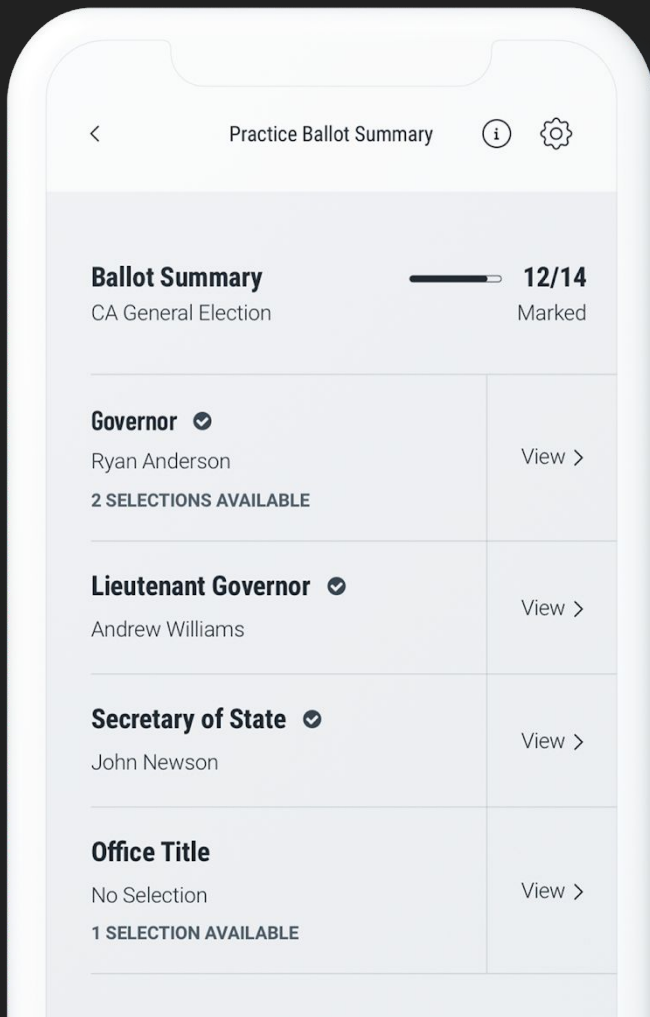 Practice Ballot Summary
Ballot Summary 12/14
CA General Election Marked
Governor
Ryan Anderson
View
2 SELECTIONS AVAILABLE
Lieutenant Governor
View
Andrew Williams
Secretary of State
View
John Newson
Office Title
View
No Selection
1 SELECTION AVAILABLE